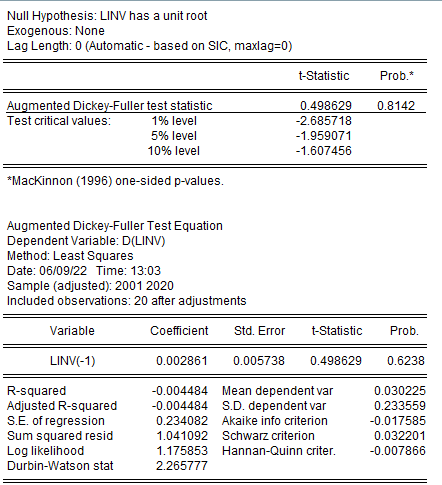 Null Hypothesis: LINV has a unit root
Exogenous: None
Lag Length: 0 (Automatic - based on SIC, maxlag=0)
t-Statistic Prob.*
Augmented Dickey-Fuller test statistic 0.498629 0.8142
Test critical values: 1% level -2.685718
5% level -1.959071
10% level -1.607456
*MacKinnon (1996) one-sided p-values.
Augmented Dickey-Fuller Test Equation
Dependent Variable: D(LINV)
Method: Least Squares
Date: 06/09/22 Time: 13:03
Sample (adjusted): 2001 2020
Included observations: 20 after adjustments
Variable Coefficient Std. Error t-Statistic Prob.
LINV(-1) 0.002861 0.005738 0.498629 0.6238
R-squared -0.004484 Mean dependent var 0.030225
Adjusted R-squared -0.004484 S.D. dependent var 0.233559
S.E. of regression 0.234082 Akaike info criterion -0.017585
Sum squared resid 1.041092 Schwarz criterion 0.032201
Log likelihood 1.175853 Hannan-Quinn criter. -0.007866
Durbin-Watson stat 2.265777